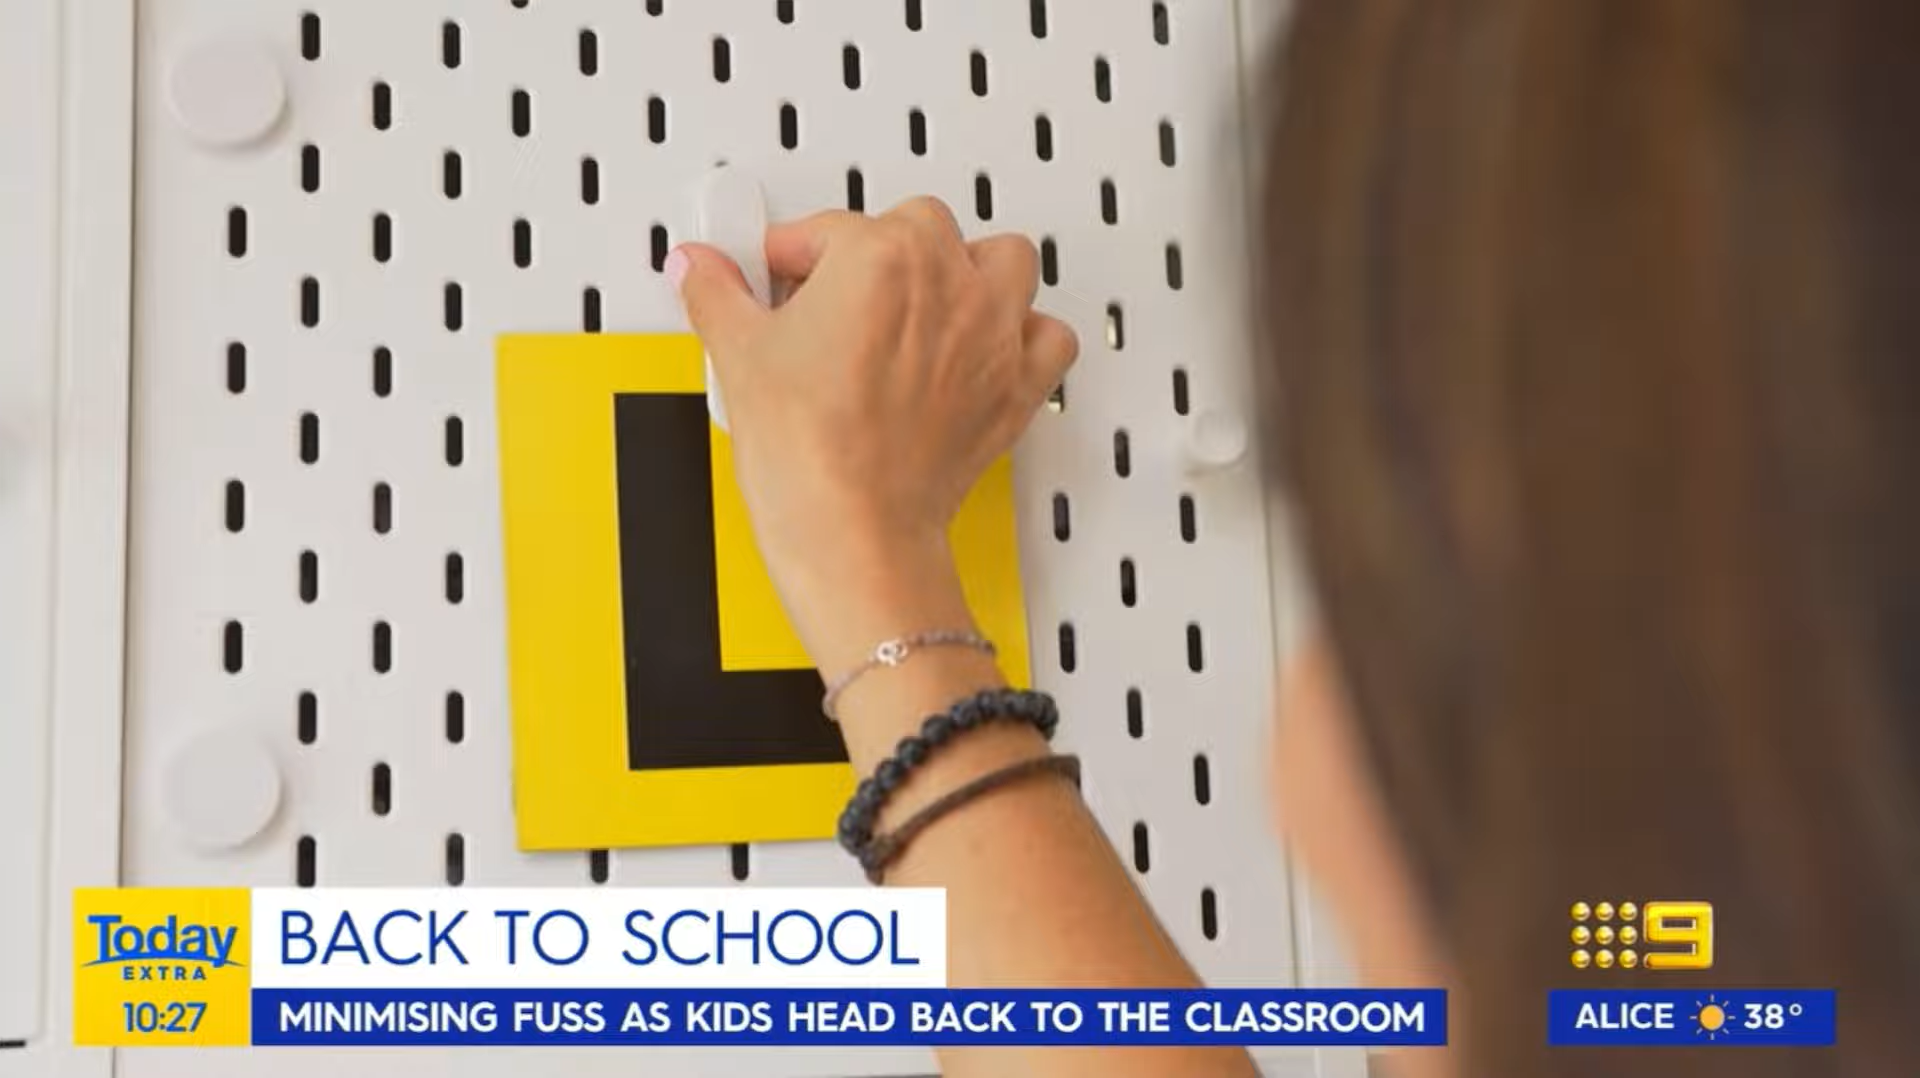 L
Today
EXTRA
10:27
BACK TO SCHOOL
MINIMISING FUSS AS KIDS HEAD BACK TO THE CLASSROOM
9
ALICE 38°